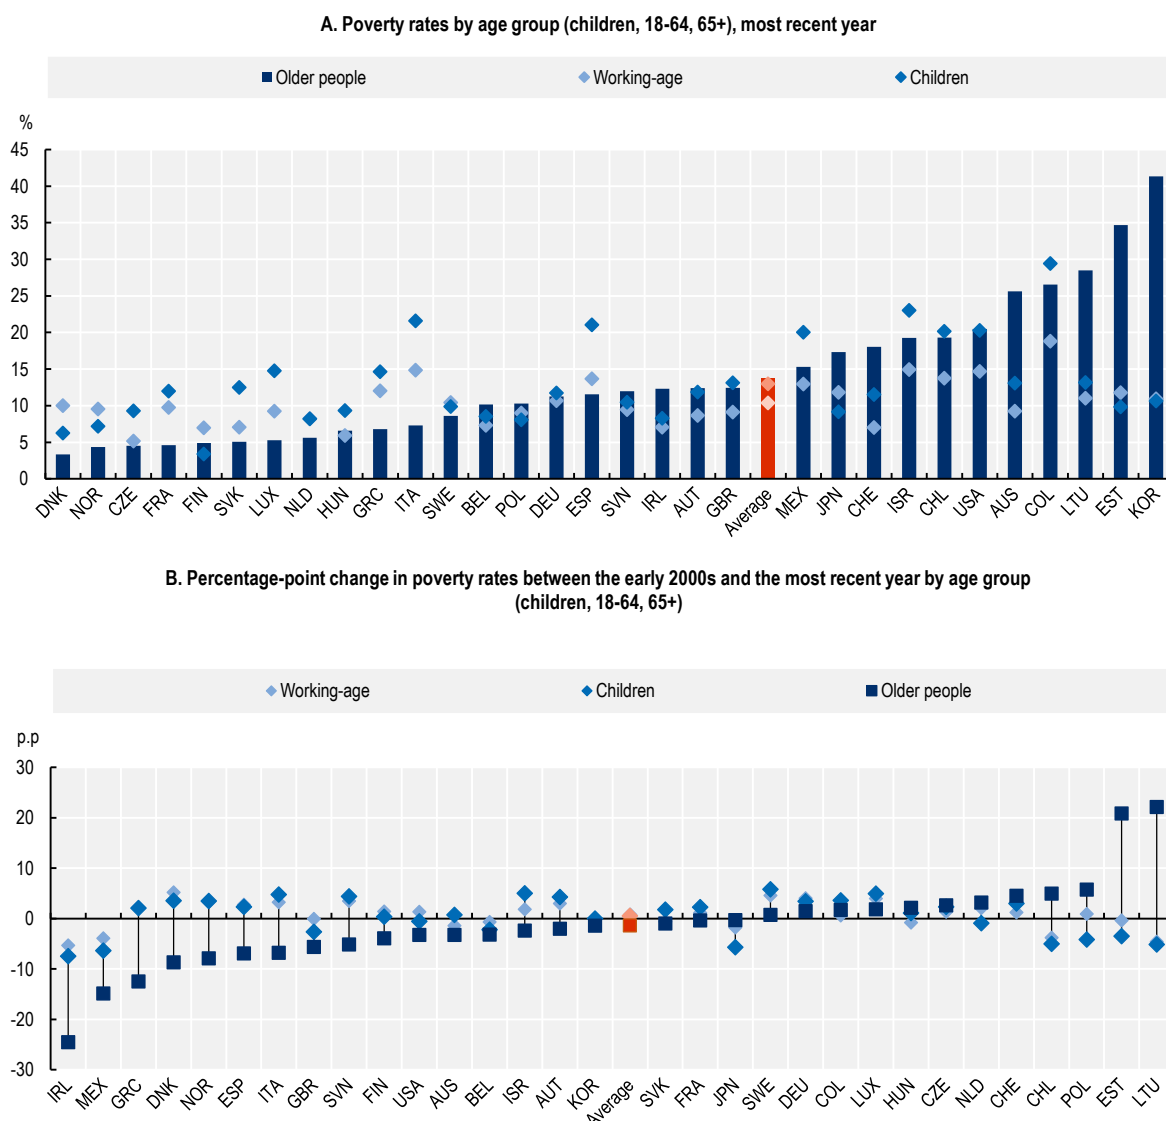 A. Poverty rates by age group (children, 18-64, 65+), most recent year
Older people Working-age Children
%
45
40
35
30
25
20
15
10
5
0
DNK NOR CZE FRA FIN SVK LUX NLD HUN GRC ITA SWE BEL POL DEU ESP SVN IRL AUT GBR Average MEX JPN CHE ISR CHL USA AUS COL LTU EST KOR
B. Percentage-point change in poverty rates between the early 2000s and the most recent year by age group
(children, 18-64, 65+)
Working-age Children Older people
p.p
30
20
10
0
-10
-20
-30
IRL MEX GRC DNK NOR ESP ITA GBR SVN FIN USA AUS BEL ISR AUT KOR Average SVK FRA JPN SWE DEU COL LUX HUN CZE NLD CHE CHL POL EST LTU